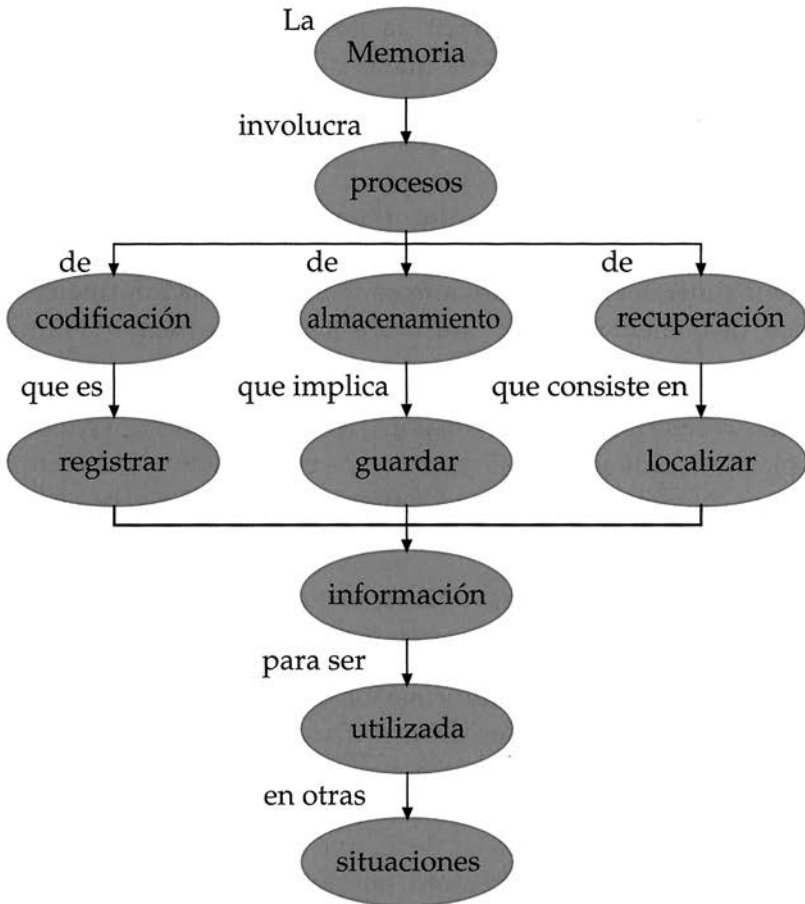 La
Memoria
involucra
procesos
de de de
codificación almacenamiento recuperación
que es que implica que consiste en
registrar guardar localizar
información
para ser
utilizada
en otras
situaciones